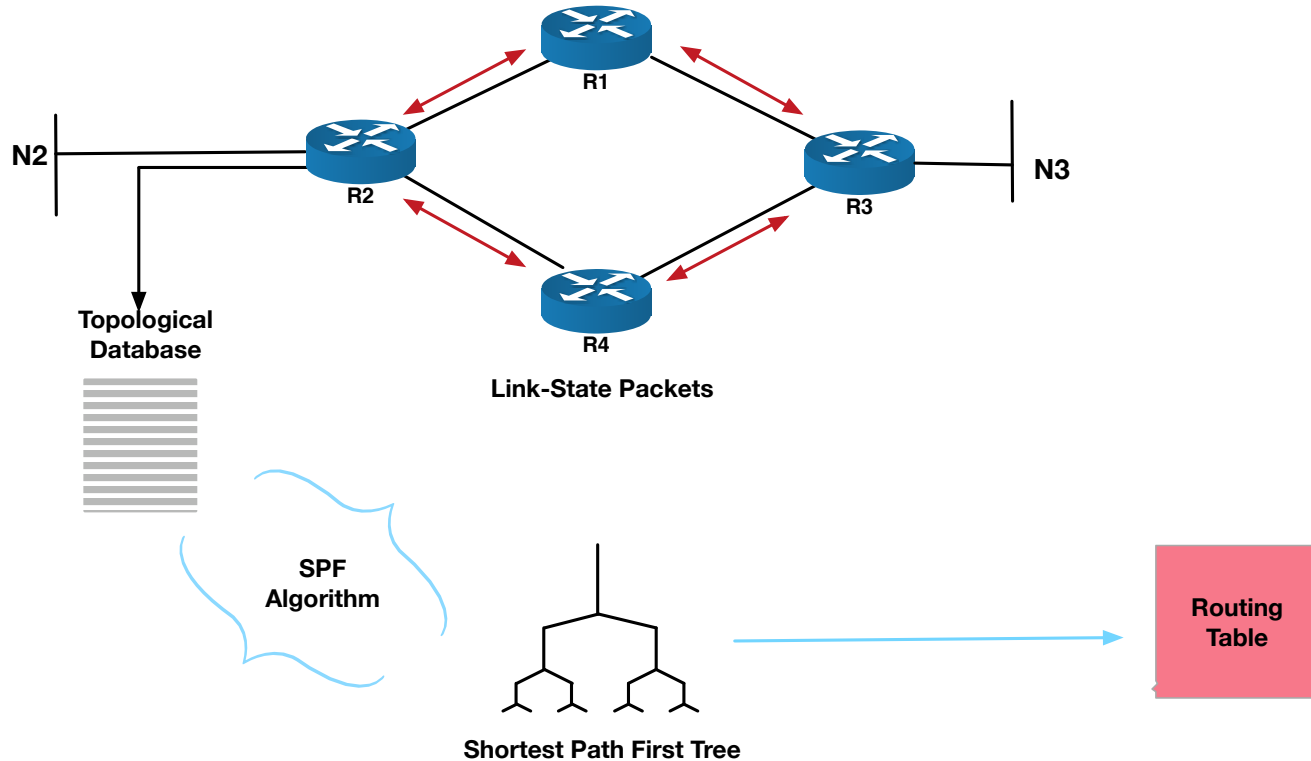 R1
N2
R2
R3
N3
R4
Topological
Database
Link-State Packets
SPF
Algorithm
Routing
Table
Shortest Path First Tree